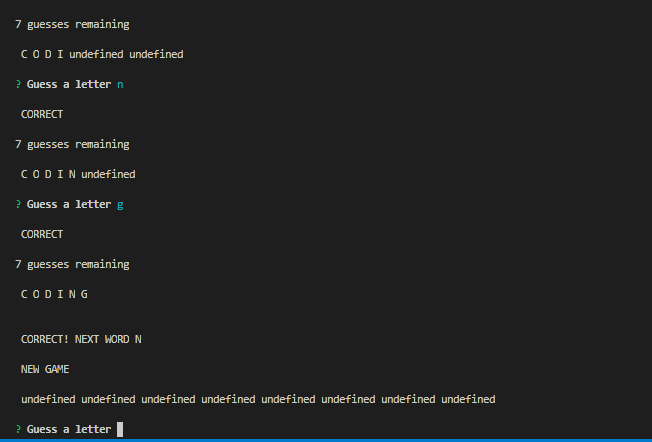 7 guesses remaining
C O D I undefined undefined
? Guess a letter n
CORRECT
7 guesses remaining
C O D I N undefined
? Guess a letter g
CORRECT
7 guesses remaining
C O D I N G
CORRECT! NEXT WORD N
NEW GAME
undefined undefined undefined undefined undefined undefined undefined undefined
? Guess a letter